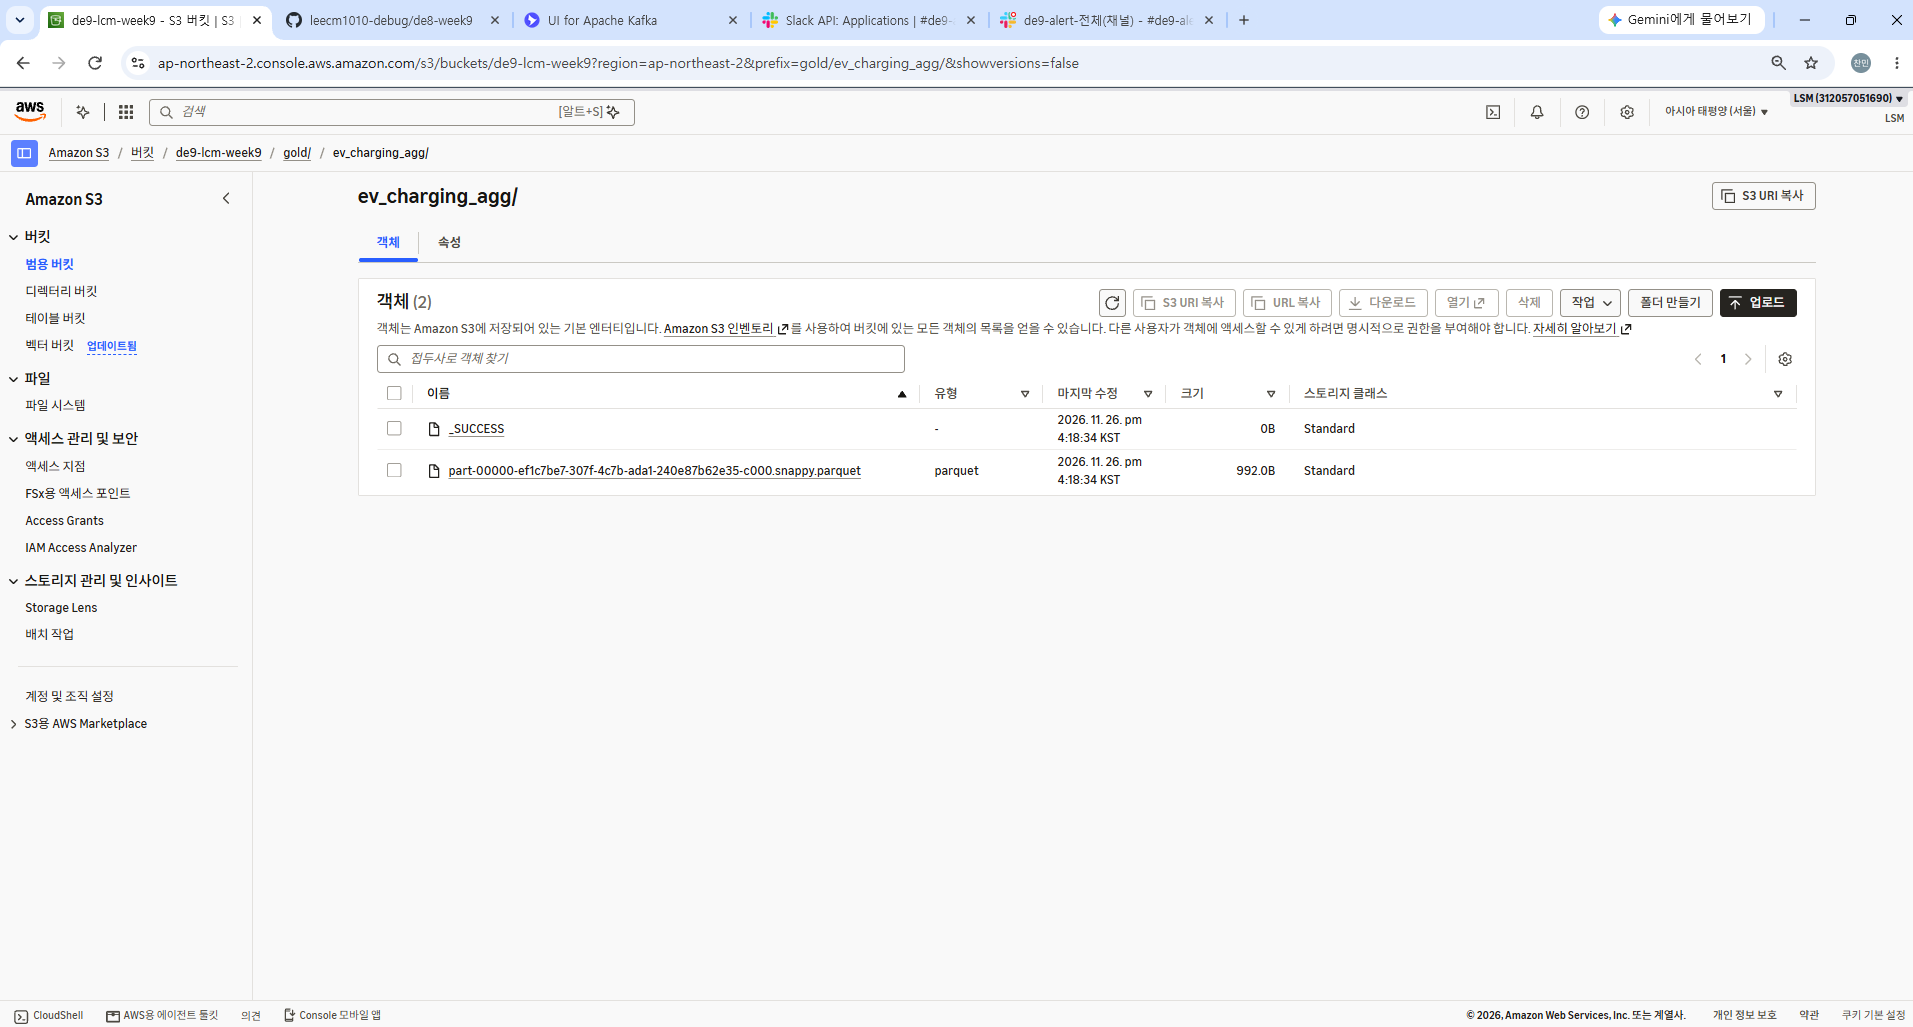 de9-lcm-week9 - S3 버킷 | S3
leecm1010-debug/de8-week9
UI for Apache Kafka
Slack API: Applications | #de9-
de9-alert-전체(채널) - #de9-ale
Gemini에게 물어보기
ap-northeast-2.console.aws.amazon.com/s3/buckets/de9-lcm-week9?region=ap-northeast-2&prefix=gold/ev_charging_agg/&showversions=false
찬민
aws
검색
[알트+S]
아시아 태평양 (서울)
LSM (312057051690)
LSM
Amazon S3 / 버킷 / de9-lcm-week9 / gold/ / ev_charging_agg/
Amazon S3
버킷
범용 버킷
디렉터리 버킷
테이블 버킷
벡터 버킷 업데이트됨
파일
파일 시스템
액세스 관리 및 보안
액세스 지점
FSx용 액세스 포인트
Access Grants
IAM Access Analyzer
스토리지 관리 및 인사이트
Storage Lens
배치 작업
계정 및 조직 설정
S3용 AWS Marketplace
ev_charging_agg/
S3 URI 복사
객체
속성
객체 (2)
S3 URI 복사
URL 복사
다운로드
열기
삭제
작업
폴더 만들기
업로드
객체는 Amazon S3에 저장되어 있는 기본 엔터티입니다. Amazon S3 인벤토리 를 사용하여 버킷에 있는 모든 객체의 목록을 얻을 수 있습니다. 다른 사용자가 객체에 액세스할 수 있게 하려면 명시적으로 권한을 부여해야 합니다. 자세히 알아보기
접두사로 객체 찾기
1
이름 유형 마지막 수정 크기 스토리지 클래스
_SUCCESS - 2026. 11. 26. pm 4:18:34 KST 0B Standard
part-00000-ef1c7be7-307f-4c7b-ada1-240e87b62e35-c000.snappy.parquet parquet 2026. 11. 26. pm 4:18:34 KST 992.0B Standard
CloudShell
AWS용 에이전트 툴킷
의견
Console 모바일 앱
© 2026, Amazon Web Services, Inc. 또는 계열사.
개인 정보 보호
약관
쿠키 기본 설정